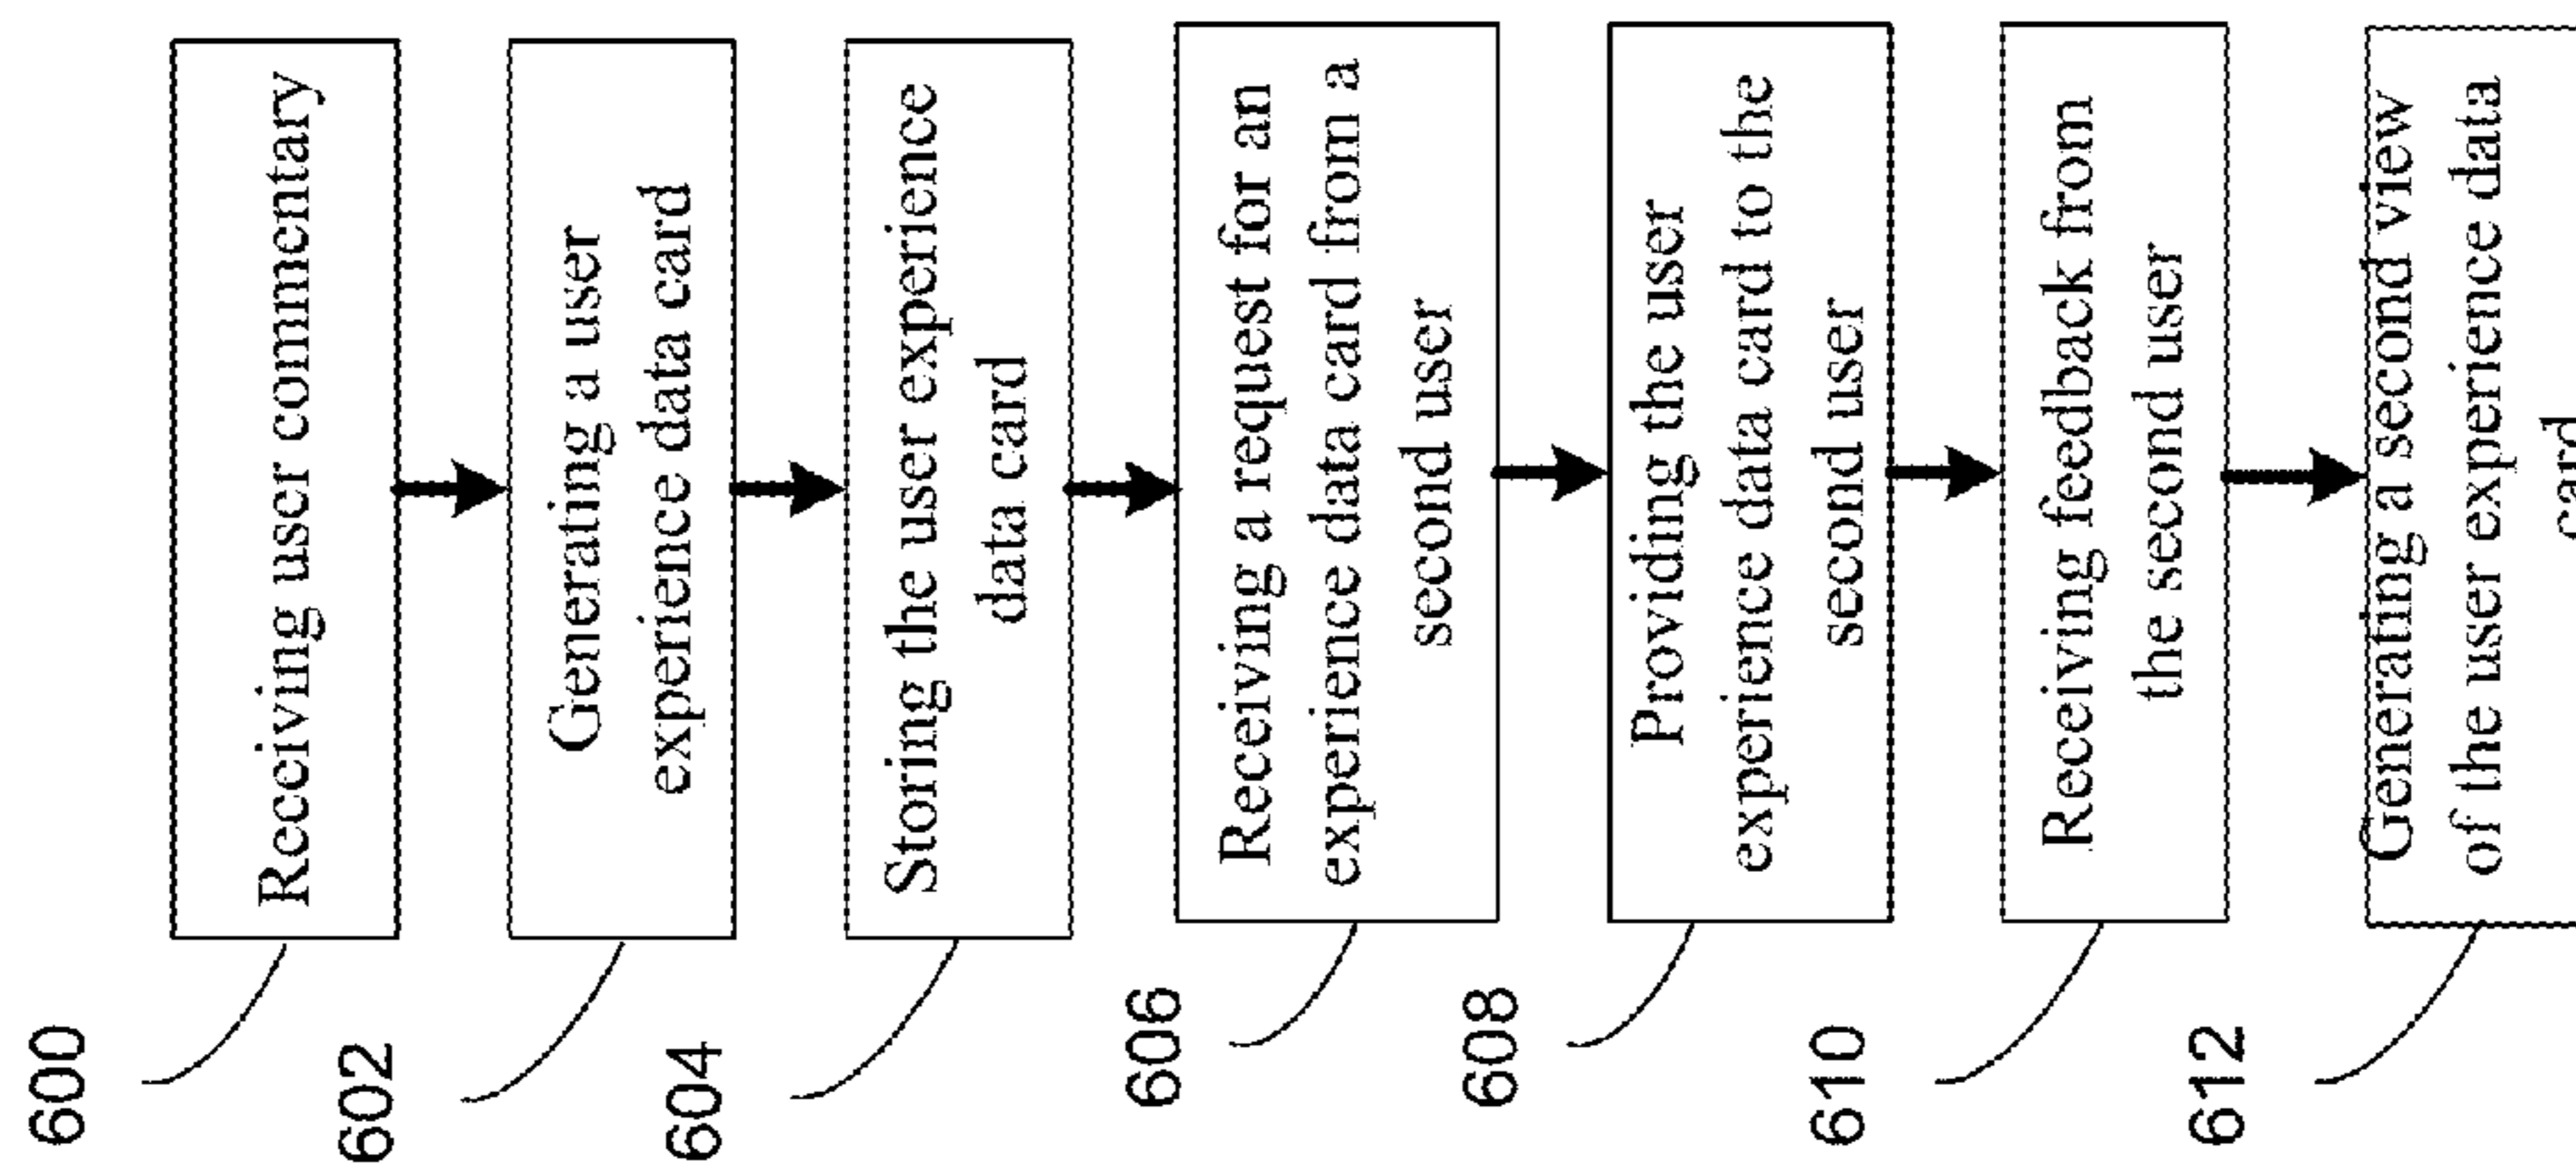 600
Receiving user commentary
602
Generating a user
experience data card
604
Storing the user experience
data card
606
Receiving a request for an
experience data card from a
second user
608
Providing the user
experience data card to the
second user
610
Receiving feedback from
the second user
612
Generating a second view
of the user experience data
card